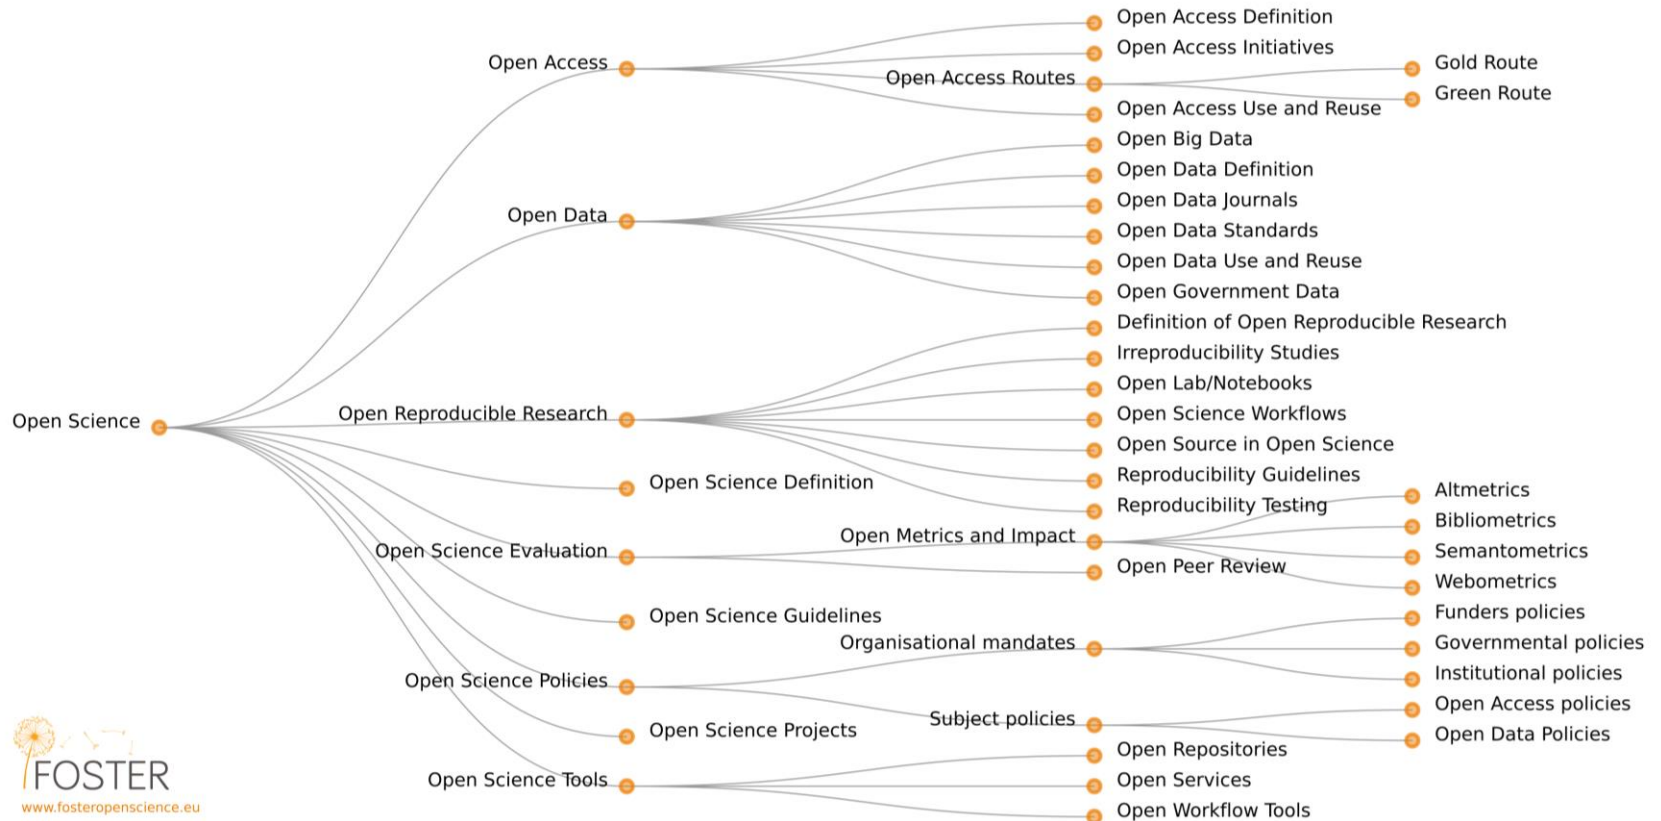 Open Access Definition
Open Access Initiatives
Open Access
Open Access Routes
Gold Route
Green Route
Open Access Use and Reuse
Open Big Data
Open Data Definition
Open Data Journals
Open Data
Open Data Standards
Open Data Use and Reuse
Open Government Data
Definition of Open Reproducible Research
Irreproducibility Studies
Open Lab/Notebooks
Open Science
Open Reproducible Research
Open Science Workflows
Open Source in Open Science
Reproducibility Guidelines
Open Science Definition
Reproducibility Testing
Altmetrics
Open Metrics and Impact
Bibliometrics
Open Science Evaluation
Semantometrics
Open Peer Review
Webometrics
Open Science Guidelines
Funders policies
Organisational mandates
Governmental policies
Institutional policies
Open Science Policies
Open Access policies
Subject policies
Open Science Projects
Open Data Policies
Open Repositories
Open Science Tools
Open Services
Open Workflow Tools
FOSTER
www.fosteropenscience.eu